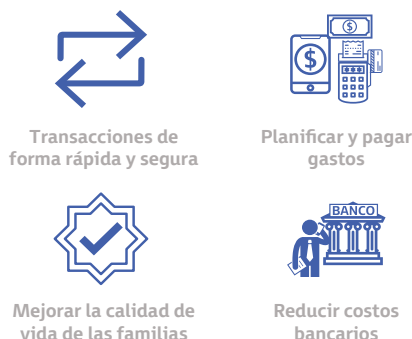 Transacciones de
forma rápida y segura
$
$
Planificar y pagar
gastos
Mejorar la calidad de
vida de las familias
BANCO
Reducir costos
bancarios